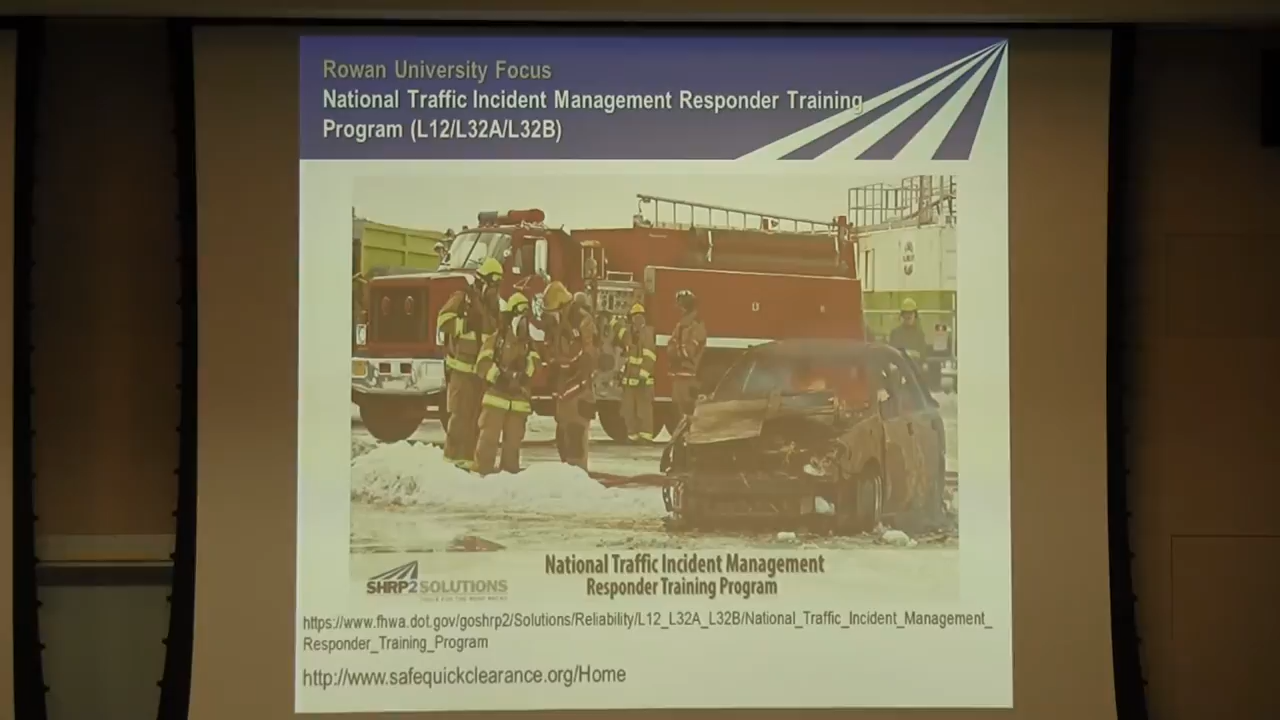 Rowan University Focus
National Traffic Incident Management Responder Training
Program (L12/L32A/L32B)
National Traffic Incident Management
Responder Training Program
SHRP2 SOLUTIONS
https://www.fhwa.dot.gov/goshrp2/Solutions/Reliability/L12_L32A_L32B/National_Traffic_Incident_Management_
Responder_Training_Program
http://www.safequickclearance.org/Home